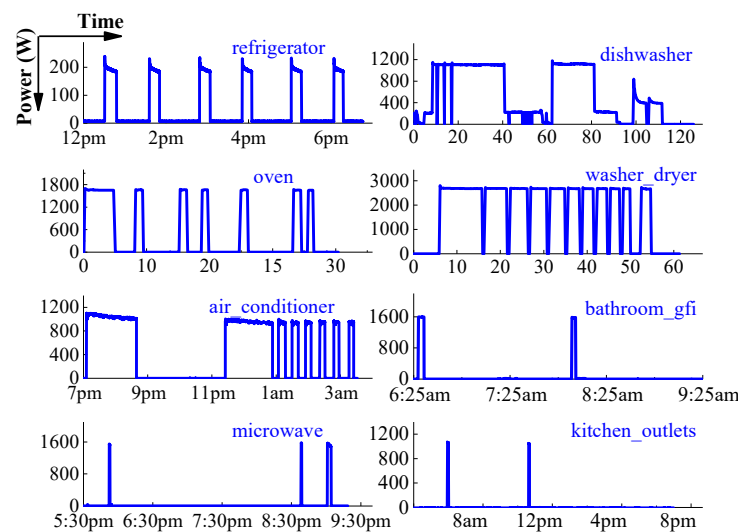 Time
Power (W)
refrigerator
200
100
0
12pm 2pm 4pm 6pm
dishwasher
1200
800
400
0
0 20 40 60 80 100 120
oven
1800
1200
600
0
0 10 20 30
washer_dryer
3000
2000
1000
0
0 10 20 30 40 50 60
air_conditioner
1200
800
400
0
7pm 9pm 11pm 1am 3am
bathroom_gfi
1600
800
0
6:25am 7:25am 8:25am 9:25am
microwave
1600
800
0
5:30pm 6:30pm 7:30pm 8:30pm 9:30pm
kitchen_outlets
1200
800
400
0
8am 12pm 4pm 8pm